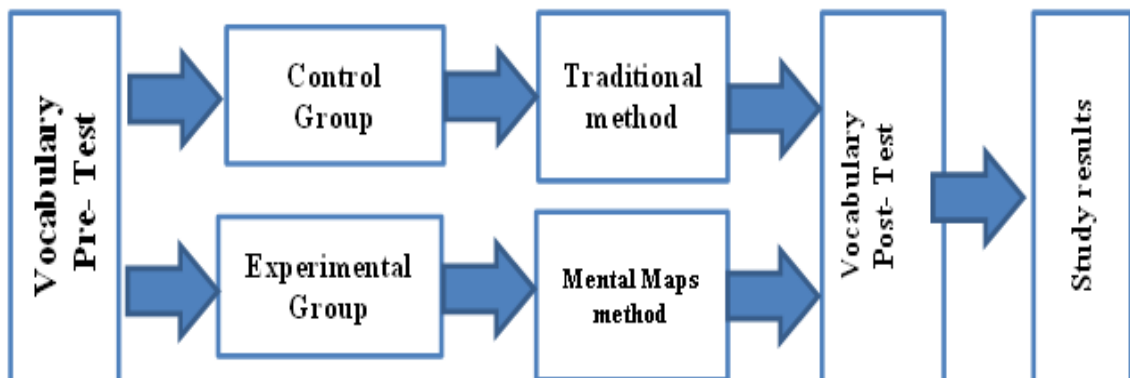 Vocabulary
Pre- Test
Control
Group
Traditional
method
Experimental
Group
Mental Maps
method
Vocabulary
Post- Test
Study results